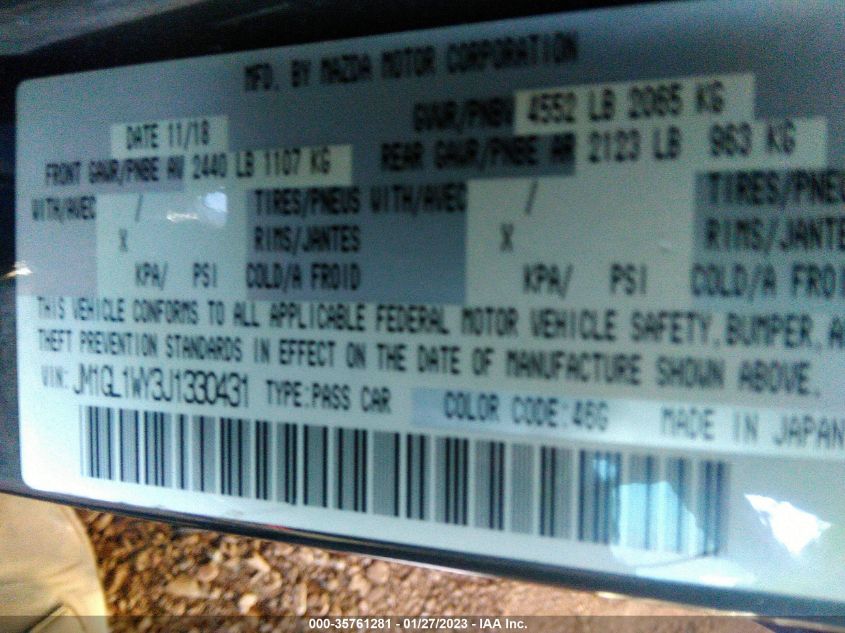 MFD. BY MAZDA MOTOR CORPORATION
DATE 11/18 GVWR/PNBV 4552 LB 2065 KG
FRONT GAWR/PNBE AV 2440 LB 1107 KG REAR GAWR/PNBE AR 2123 LB 963 KG
WITH/AVEC / TIRES/PNEUS WITH/AVEC / TIRES/PNEU
X RIMS/JANTES X RIMS/JANTE
KPA/ PSI COLD/A FROID KPA/ PSI COLD/A FROI
THIS VEHICLE CONFORMS TO ALL APPLICABLE FEDERAL MOTOR VEHICLE SAFETY, BUMPER, A
THEFT PREVENTION STANDARDS IN EFFECT ON THE DATE OF MANUFACTURE SHOWN ABOVE.
VIN: JM1GL1WY3J1330431 TYPE: PASS CAR COLOR CODE: 46G MADE IN JAPAN
000-35761281 - 01/27/2023 - IAA Inc.